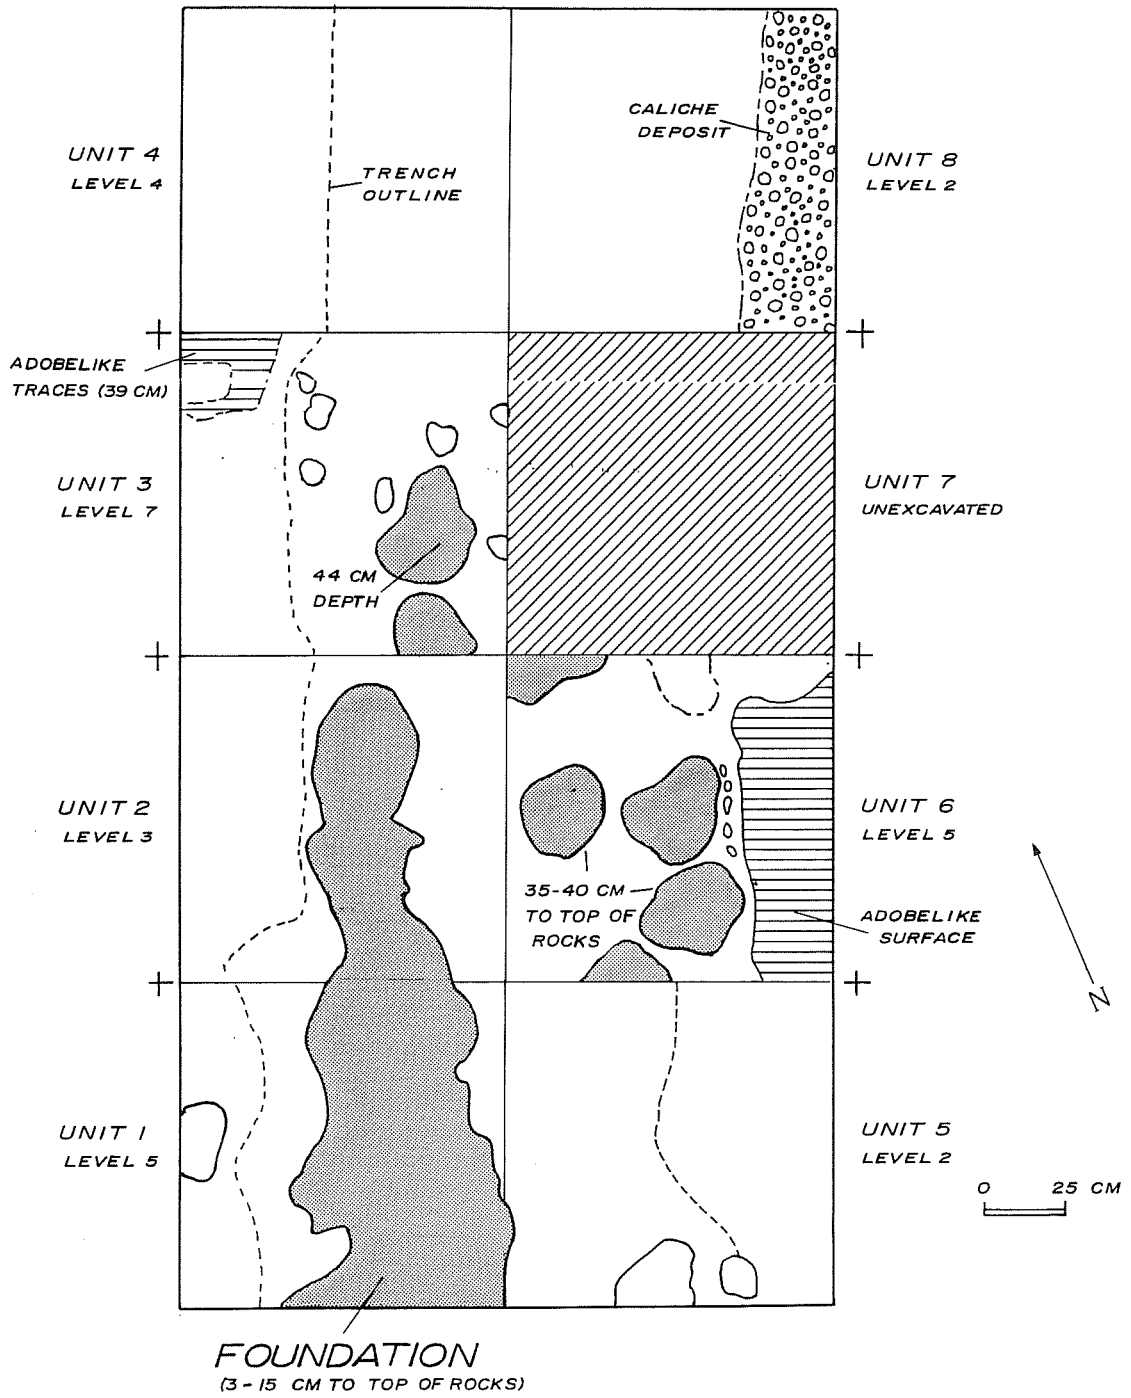 CALICHE
DEPOSIT
UNIT 4
LEVEL 4
TRENCH
OUTLINE
UNIT 8
LEVEL 2
ADOBELIKE
TRACES (39 CM)
UNIT 3
LEVEL 7
UNIT 7
UNEXCAVATED
44 CM
DEPTH
UNIT 2
LEVEL 3
UNIT 6
LEVEL 5
35-40 CM
TO TOP OF
ROCKS
ADOBELIKE
SURFACE
N
UNIT 1
LEVEL 5
UNIT 5
LEVEL 2
0 25 CM
FOUNDATION
(3-15 CM TO TOP OF ROCKS)